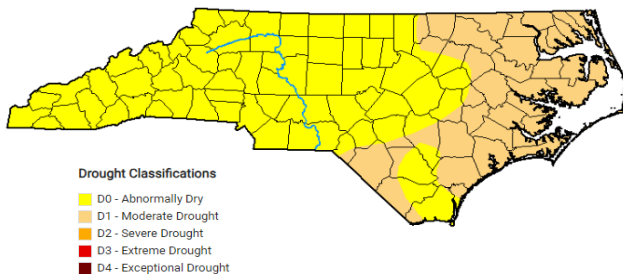 Drought Classifications
D0 - Abnormally Dry
D1 - Moderate Drought
D2 - Severe Drought
D3 - Extreme Drought
D4 - Exceptional Drought